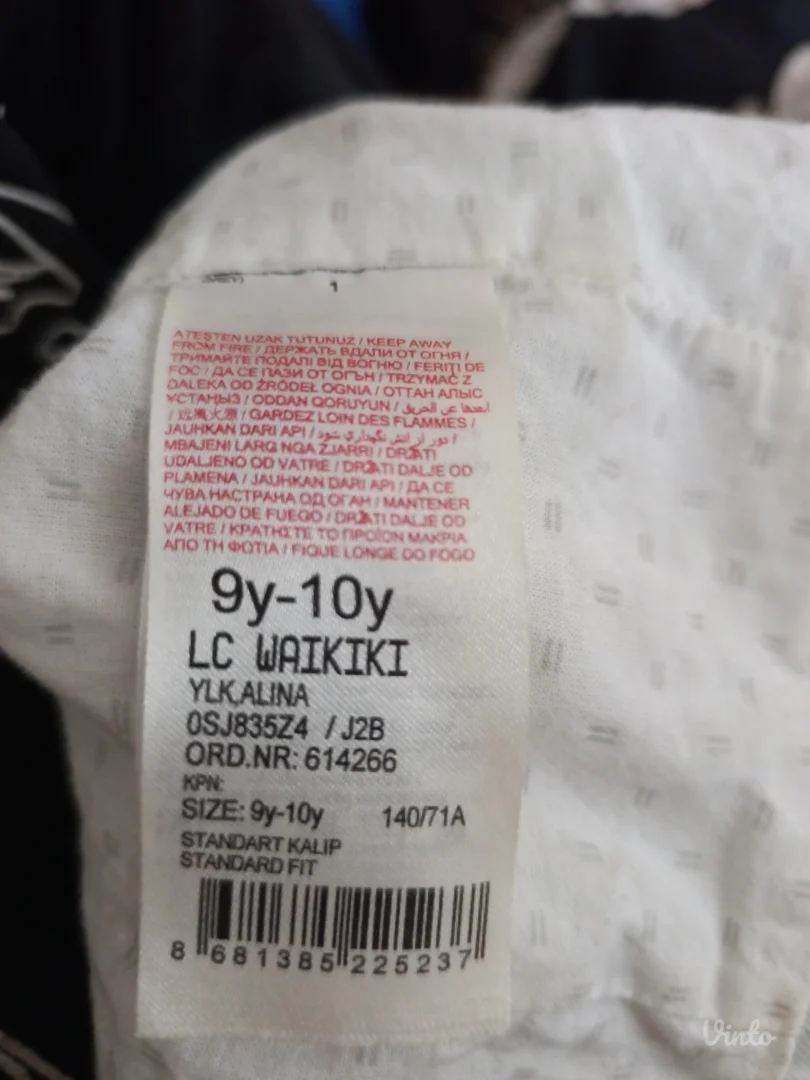 1
ATEŞTEN UZAK TUTUNUZ / KEEP AWAY
FROM FIRE / ДЕРЖАТЬ ВДАЛИ ОТ ОГНЯ /
ТРИМАЙТЕ ПОДАЛІ ВІД ВОГНЮ / FERIŢI DE
FOC / ДА СЕ ПАЗИ ОТ ОГЪН / TRZYMAĆ Z
DALEKA OD ŹRÓDEŁ OGNIA / ОТТАН АЛЫС
ҰСТАҢЫЗ / ODDAN QORUYUN / ابعدها عن الحريق
/ 远离火源 / GARDEZ LOIN DES FLAMMES /
JAUHKAN DARI API / دور از آتش نگهداري شود /
MBAJENI LARG NGA ZJARRI / DRŽATI
UDALJENO OD VATRE / DRŽATI DALJE OD
PLAMENA / JAUHKAN DARI API / ДА СЕ
ЧУВА НАСТРАНА ОД ОГАН / MANTENER
ALEJADO DE FUEGO / DRŽATI DALJE OD
VATRE / ΚΡΑΤΗΣΤΕ ΤΟ ΠΡΟΪΟΝ ΜΑΚΡΙΑ
ΑΠΟ ΤΗ ΦΩΤΙΑ / FIQUE LONGE DO FOGO
9y-10y
LC WAIKIKI
YLK,ALINA
0SJ835Z4 / J2B
ORD.NR: 614266
KPN:
SIZE: 9y-10y 140/71A
STANDART KALIP
STANDARD FIT
8 681385 225237
Vinto